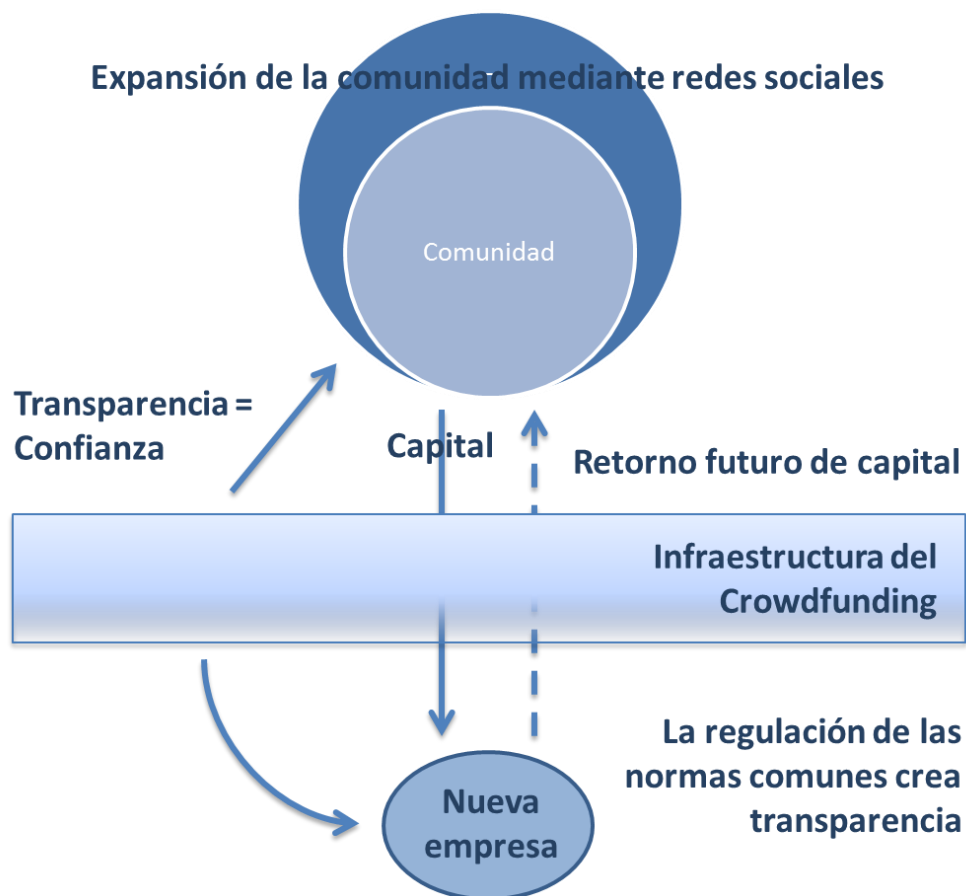 Expansión de la comunidad mediante redes sociales
Comunidad
Transparencia =
Confianza
Capital
Retorno futuro de capital
Infraestructura del
Crowdfunding
La regulación de las
normas comunes crea
transparencia
Nueva
empresa